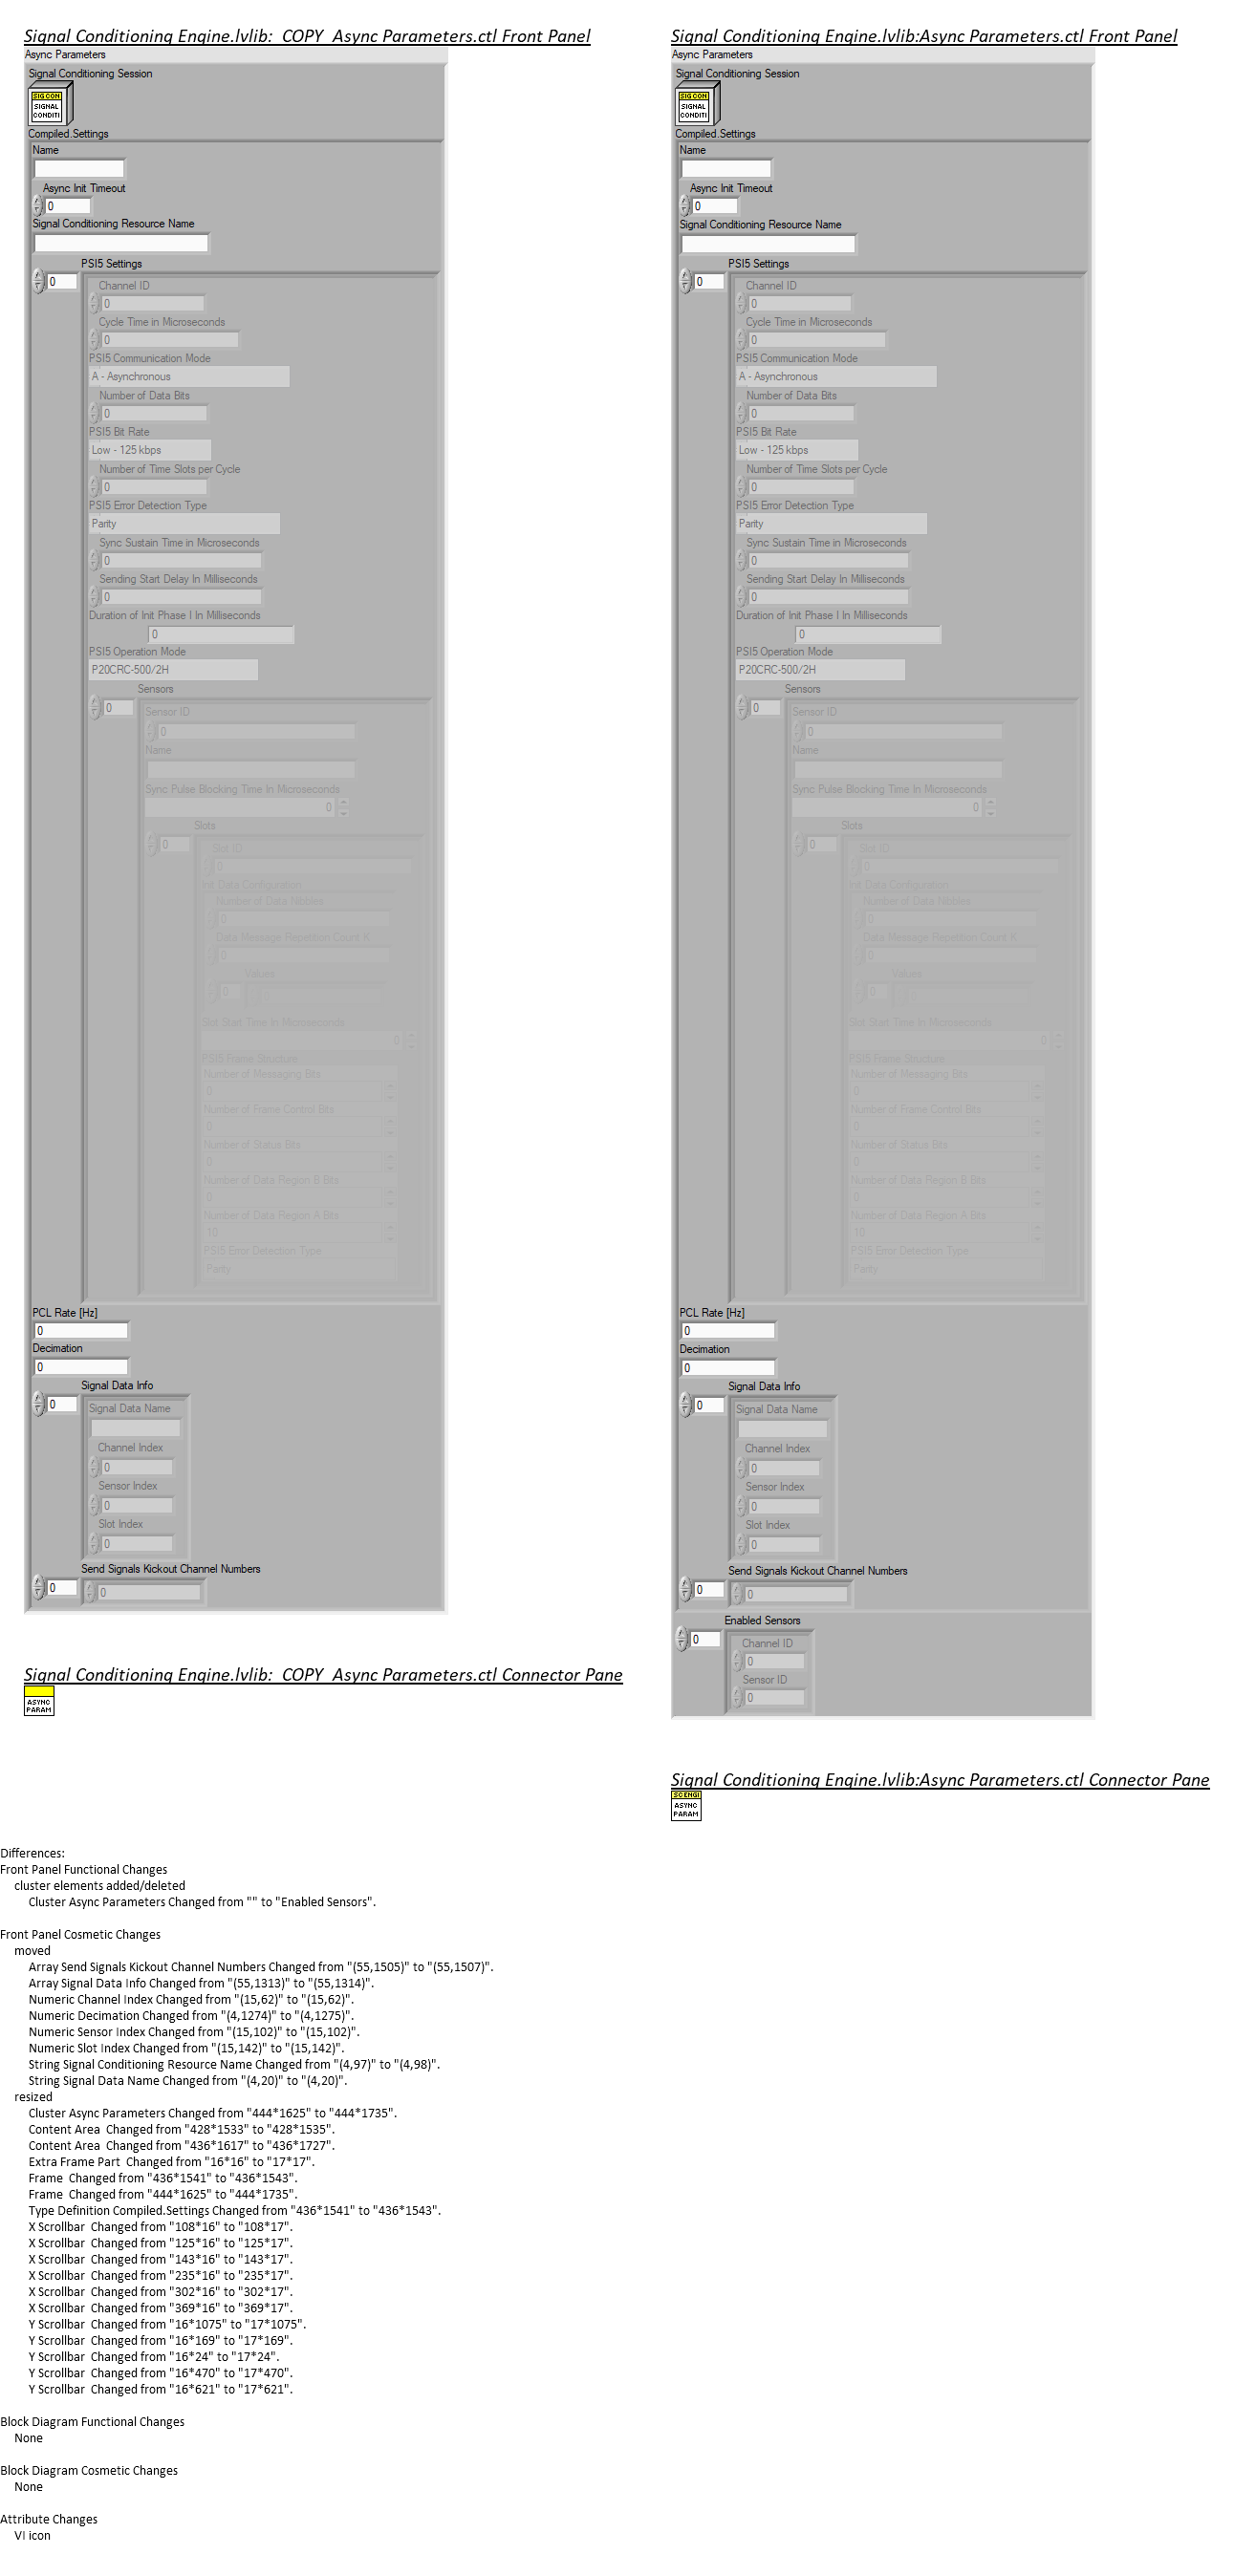 Signal Conditioning Engine.lvlib:_COPY_Async Parameters.ctl Front Panel
Async Parameters
Signal Conditioning Session
SIG CON
SIGNAL
CONDITI
Compiled.Settings
Name
Async Init Timeout
0
Signal Conditioning Resource Name
PSI5 Settings
0
Channel ID
0
Cycle Time in Microseconds
0
PSI5 Communication Mode
A - Asynchronous
Number of Data Bits
0
PSI5 Bit Rate
Low - 125 kbps
Number of Time Slots per Cycle
0
PSI5 Error Detection Type
Parity
Sync Sustain Time in Microseconds
0
Sending Start Delay In Milliseconds
0
Duration of Init Phase I In Milliseconds
0
PSI5 Operation Mode
P20CRC-500/2H
Sensors
0
Sensor ID
0
Name
Sync Pulse Blocking Time In Microseconds
0
Slots
0
Slot ID
0
Init Data Configuration
Number of Data Nibbles
0
Data Message Repetition Count K
0
Values
0
0
Slot Start Time In Microseconds
0
PSI5 Frame Structure
Number of Messaging Bits
0
Number of Frame Control Bits
0
Number of Status Bits
0
Number of Data Region B Bits
0
Number of Data Region A Bits
10
PSI5 Error Detection Type
Parity
PCL Rate [Hz]
0
Decimation
0
Signal Data Info
0
Signal Data Name
Channel Index
0
Sensor Index
0
Slot Index
0
Send Signals Kickout Channel Numbers
0
0
Signal Conditioning Engine.lvlib:_COPY_Async Parameters.ctl Connector Pane
ASYNC
PARAM
Signal Conditioning Engine.lvlib:Async Parameters.ctl Front Panel
Async Parameters
Signal Conditioning Session
SIG CON
SIGNAL
CONDITI
Compiled.Settings
Name
Async Init Timeout
0
Signal Conditioning Resource Name
PSI5 Settings
0
Channel ID
0
Cycle Time in Microseconds
0
PSI5 Communication Mode
A - Asynchronous
Number of Data Bits
0
PSI5 Bit Rate
Low - 125 kbps
Number of Time Slots per Cycle
0
PSI5 Error Detection Type
Parity
Sync Sustain Time in Microseconds
0
Sending Start Delay In Milliseconds
0
Duration of Init Phase I In Milliseconds
0
PSI5 Operation Mode
P20CRC-500/2H
Sensors
0
Sensor ID
0
Name
Sync Pulse Blocking Time In Microseconds
0
Slots
0
Slot ID
0
Init Data Configuration
Number of Data Nibbles
0
Data Message Repetition Count K
0
Values
0
0
Slot Start Time In Microseconds
0
PSI5 Frame Structure
Number of Messaging Bits
0
Number of Frame Control Bits
0
Number of Status Bits
0
Number of Data Region B Bits
0
Number of Data Region A Bits
10
PSI5 Error Detection Type
Parity
PCL Rate [Hz]
0
Decimation
0
Signal Data Info
0
Signal Data Name
Channel Index
0
Sensor Index
0
Slot Index
0
Send Signals Kickout Channel Numbers
0
0
Enabled Sensors
0
Channel ID
0
Sensor ID
0
Signal Conditioning Engine.lvlib:Async Parameters.ctl Connector Pane
SCENGI
ASYNC
PARAM
Differences:
Front Panel Functional Changes
cluster elements added/deleted
Cluster Async Parameters Changed from "" to "Enabled Sensors".
Front Panel Cosmetic Changes
moved
Array Send Signals Kickout Channel Numbers Changed from "(55,1505)" to "(55,1507)".
Array Signal Data Info Changed from "(55,1313)" to "(55,1314)".
Numeric Channel Index Changed from "(15,62)" to "(15,62)".
Numeric Decimation Changed from "(4,1274)" to "(4,1275)".
Numeric Sensor Index Changed from "(15,102)" to "(15,102)".
Numeric Slot Index Changed from "(15,142)" to "(15,142)".
String Signal Conditioning Resource Name Changed from "(4,97)" to "(4,98)".
String Signal Data Name Changed from "(4,20)" to "(4,20)".
resized
Cluster Async Parameters Changed from "444*1625" to "444*1735".
Content Area  Changed from "428*1533" to "428*1535".
Content Area  Changed from "436*1617" to "436*1727".
Extra Frame Part  Changed from "16*16" to "17*17".
Frame  Changed from "436*1541" to "436*1543".
Frame  Changed from "444*1625" to "444*1735".
Type Definition Compiled.Settings Changed from "436*1541" to "436*1543".
X Scrollbar  Changed from "108*16" to "108*17".
X Scrollbar  Changed from "125*16" to "125*17".
X Scrollbar  Changed from "143*16" to "143*17".
X Scrollbar  Changed from "235*16" to "235*17".
X Scrollbar  Changed from "302*16" to "302*17".
X Scrollbar  Changed from "369*16" to "369*17".
Y Scrollbar  Changed from "16*1075" to "17*1075".
Y Scrollbar  Changed from "16*169" to "17*169".
Y Scrollbar  Changed from "16*24" to "17*24".
Y Scrollbar  Changed from "16*470" to "17*470".
Y Scrollbar  Changed from "16*621" to "17*621".
Block Diagram Functional Changes
None
Block Diagram Cosmetic Changes
None
Attribute Changes
VI icon